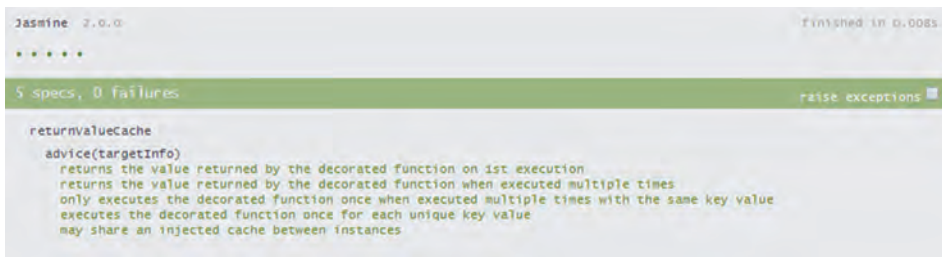 Jasmine 2.0.0
finished in 0.008s
• • • • •
5 specs, 0 failures
raise exceptions
returnValueCache
advice(targetInfo)
returns the value returned by the decorated function on 1st execution
returns the value returned by the decorated function when executed multiple times
only executes the decorated function once when executed multiple times with the same key value
executes the decorated function once for each unique key value
may share an injected cache between instances